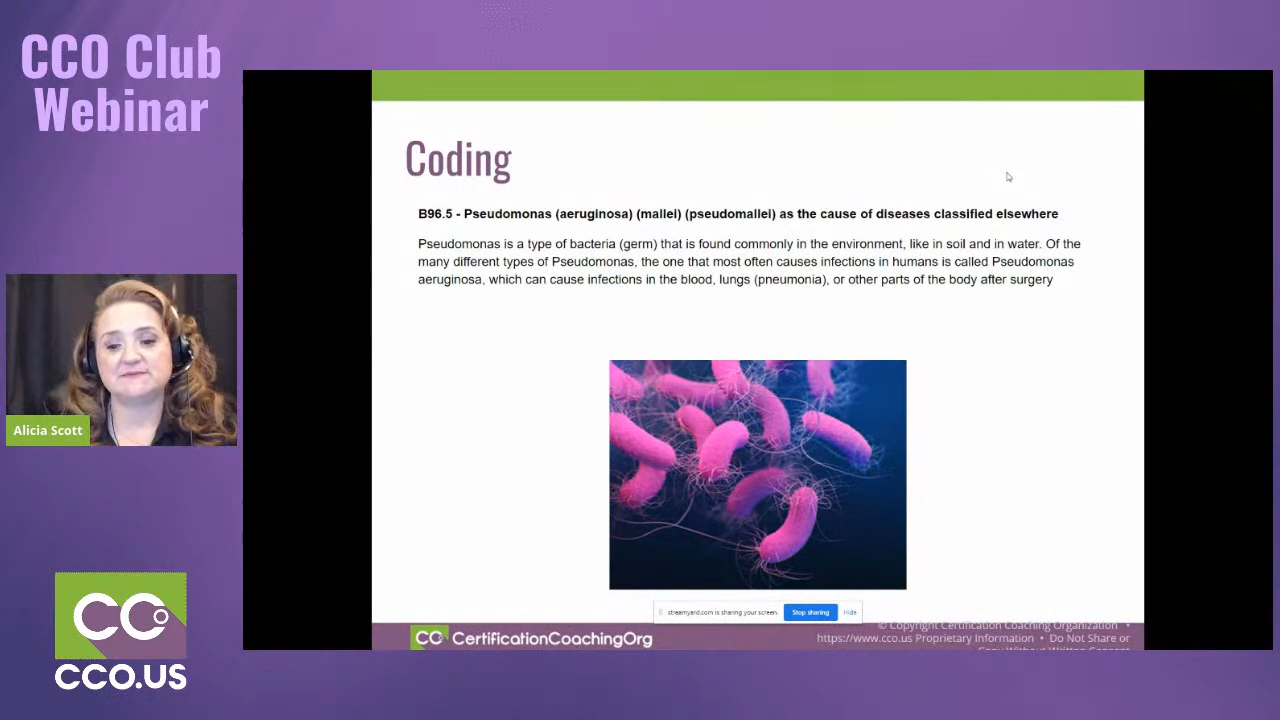 CCO Club
Webinar
Coding
B96.5 - Pseudomonas (aeruginosa) (mallei) (pseudomallei) as the cause of diseases classified elsewhere
Pseudomonas is a type of bacteria (germ) that is found commonly in the environment, like in soil and in water. Of the
many different types of Pseudomonas, the one that most often causes infections in humans is called Pseudomonas
aeruginosa, which can cause infections in the blood, lungs (pneumonia), or other parts of the body after surgery
Alicia Scott
streamyard.com is sharing your screen.
Stop sharing
Hide
CCO
CertificationCoachingOrg
© Copyright Certification Coaching Organization •
https://www.cco.us Proprietary Information • Do Not Share or
Copy Without Written Consent
CCO
CCO.US